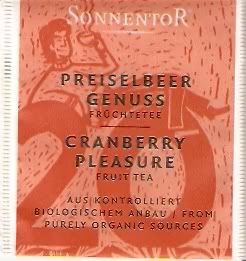 SONNENTOR
PREISELBEER
GENUSS
FRÜCHTETEE
CRANBERRY
PLEASURE
FRUIT TEA
AUS KONTROLLIERT
BIOLOGISCHEM ANBAU / FROM
PURELY ORGANIC SOURCES